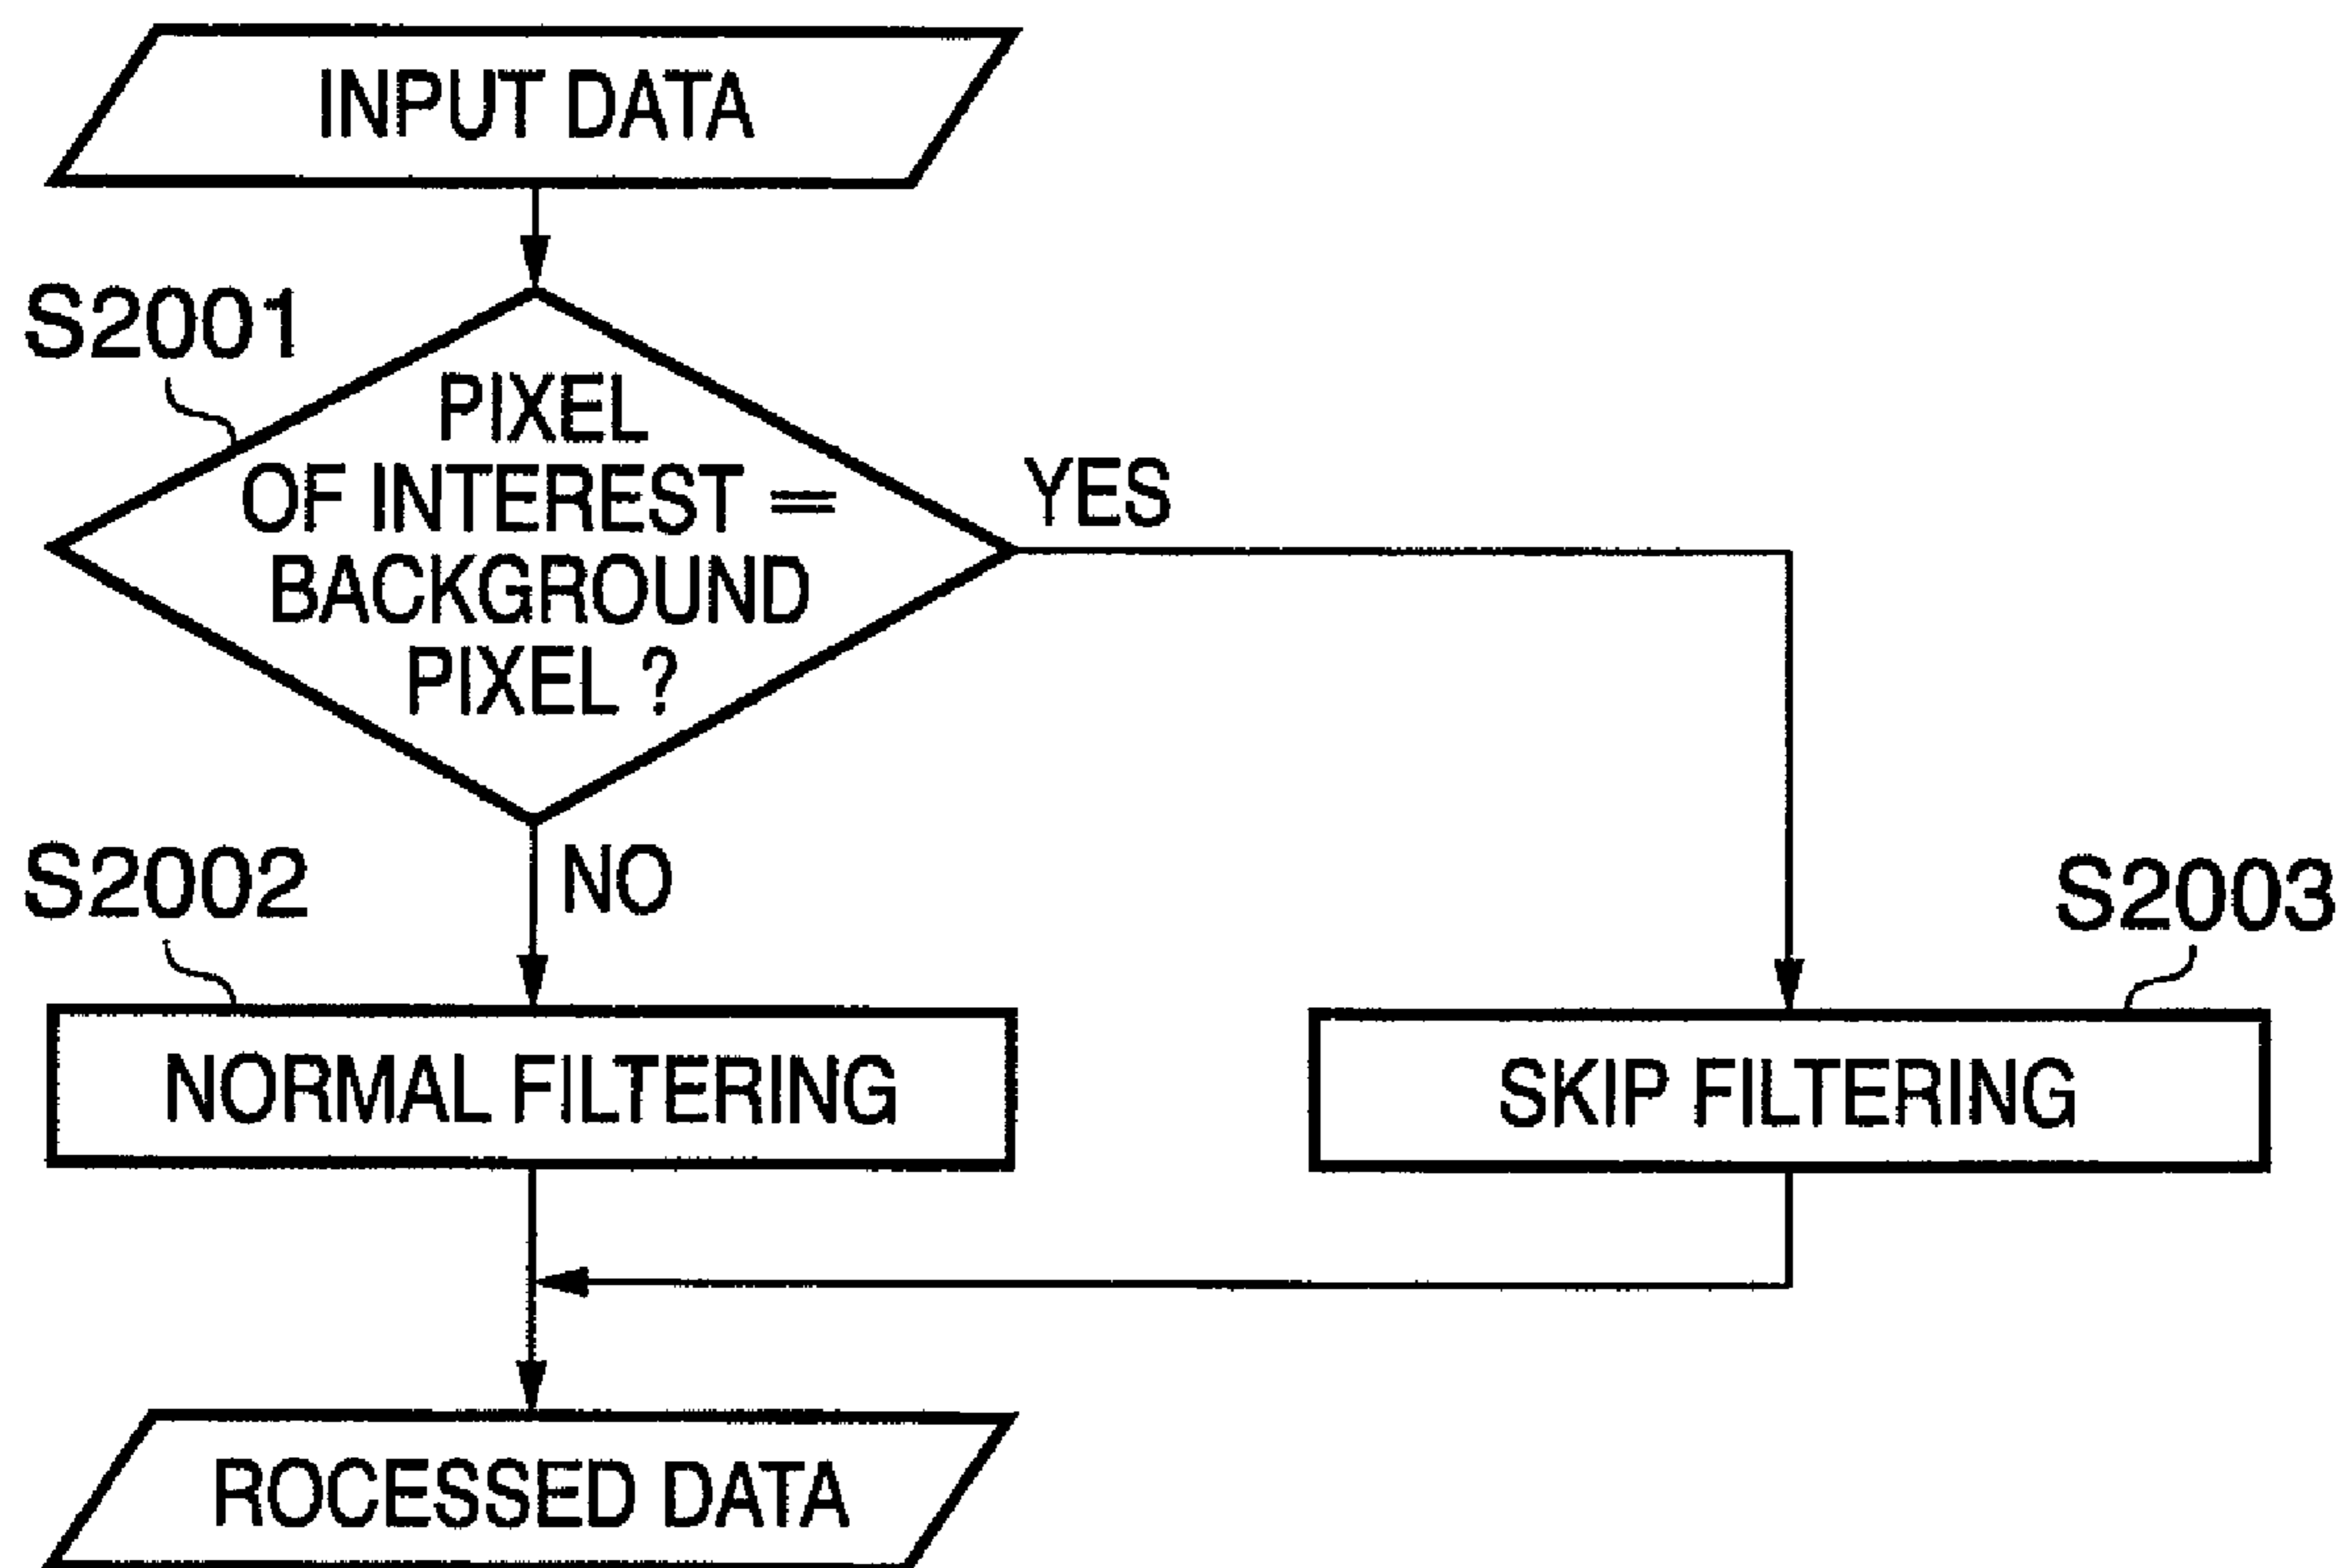 INPUT DATA
S2001
PIXEL
OF INTEREST =
BACKGROUND
PIXEL ?
YES
NO
S2002
S2003
NORMAL FILTERING
SKIP FILTERING
ROCESSED DATA